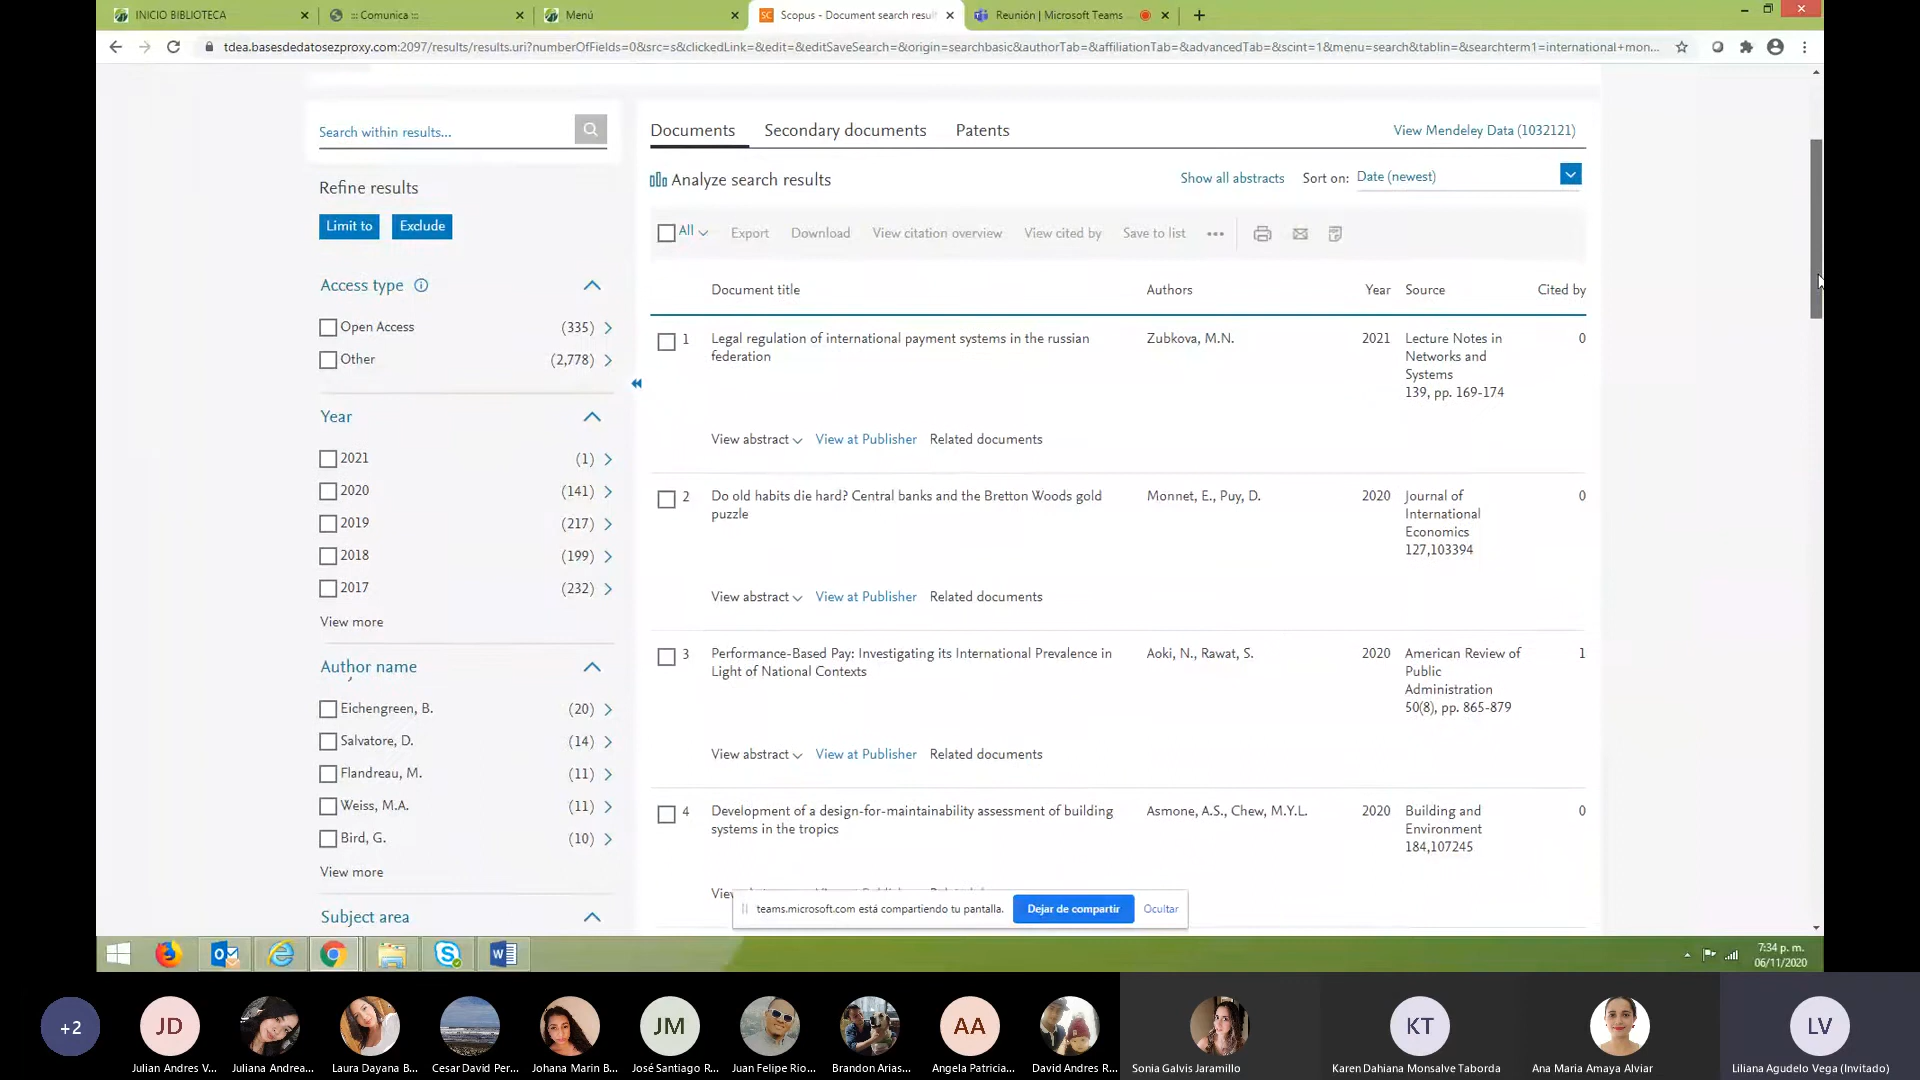 INICIO BIBLIOTECA
::: Comunica :::
Menú
Scopus - Document search resul
Reunión | Microsoft Teams
tdea.basesdedatosezproxy.com:2097/results/results.uri?numberOfFields=0&src=s&clickedLink=&edit=&editSaveSearch=&origin=searchbasic&authorTab=&affiliationTab=&advancedTab=&scint=1&menu=search&tablin=&searchterm1=international+mon...
Search within results...
Refine results
Limit to
Exclude
Access type
Open Access (335)
Other (2,778)
Year
2021 (1)
2020 (141)
2019 (217)
2018 (199)
2017 (232)
View more
Author name
Eichengreen, B. (20)
Salvatore, D. (14)
Flandreau, M. (11)
Weiss, M.A. (11)
Bird, G. (10)
View more
Subject area
Documents Secondary documents Patents
View Mendeley Data (1032121)
Analyze search results
Show all abstracts Sort on: Date (newest)
All Export Download View citation overview View cited by Save to list •••
Document title Authors Year Source Cited by
1 Legal regulation of international payment systems in the russian
federation
Zubkova, M.N. 2021
Lecture Notes in
Networks and
Systems
139, pp. 169-174
0
View abstract View at Publisher Related documents
2 Do old habits die hard? Central banks and the Bretton Woods gold
puzzle
Monnet, E., Puy, D. 2020
Journal of
International
Economics
127,103394
0
View abstract View at Publisher Related documents
3 Performance-Based Pay: Investigating its International Prevalence in
Light of National Contexts
Aoki, N., Rawat, S. 2020
American Review of
Public
Administration
50(8), pp. 865-879
1
View abstract View at Publisher Related documents
4 Development of a design-for-maintainability assessment of building
systems in the tropics
Asmone, A.S., Chew, M.Y.L. 2020
Building and
Environment
184,107245
0
teams.microsoft.com está compartiendo tu pantalla.
Dejar de compartir
Ocultar
7:34 p. m.
06/11/2020
+2
JD
JM
AA
KT
LV
Julian Andres V...
Juliana Andrea...
Laura Dayana B...
Cesar David Per...
Johana Marin B...
José Santiago R...
Juan Felipe Rio...
Brandon Arias...
Angela Patricia...
David Andres R...
Sonia Galvis Jaramillo
Karen Dahiana Monsalve Taborda
Ana Maria Amaya Alviar
Liliana Agudelo Vega (Invitado)